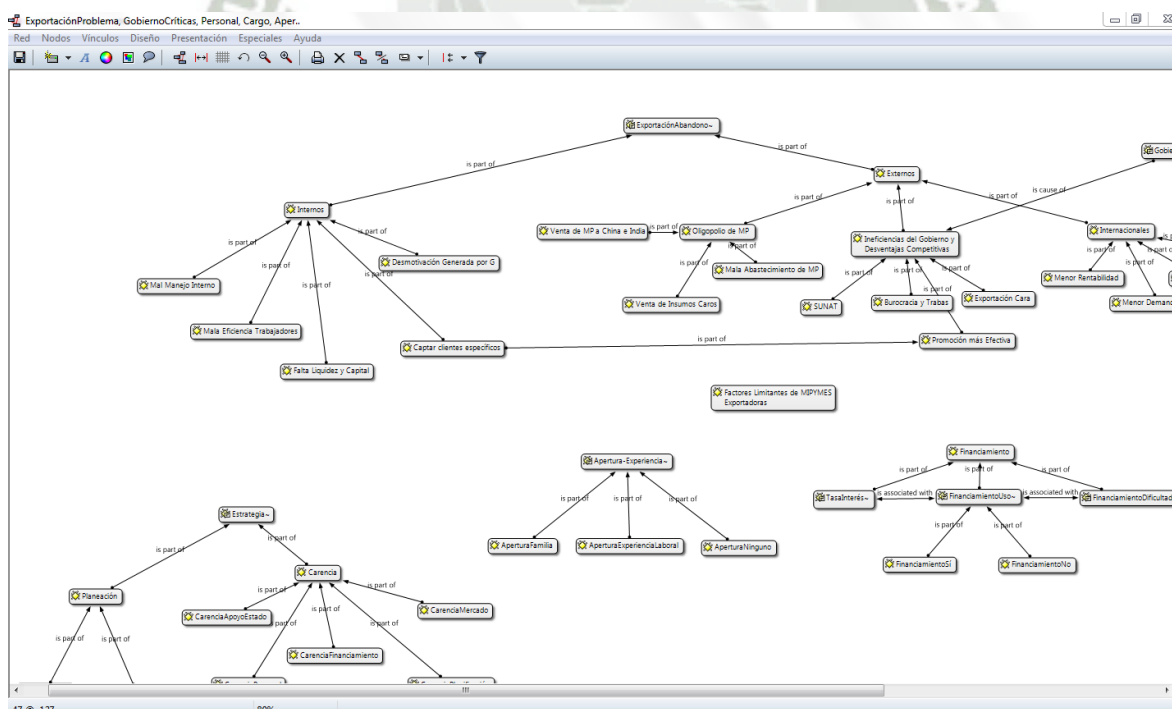 ExportaciónProblema, GobiernoCríticas, Personal, Cargo, Aper..
Red Nodos Vínculos Diseño Presentación Especiales Ayuda
ExportaciónAbandono~
is part of
is part of
Externos
Gobie
is part of
is cause of
is part of
is part of
Internos
Venta de MP a China e India
is part of
Oligopolio de MP
Ineficiencias del Gobierno y
Desventajas Competitivas
Internacionales
is part of
is part of
is part of
is part of
is part of
Desmotivación Generada por G
Mala Abastecimiento de MP
is part of
is part of
is part of
is part of
is part of
Menor Rentabilidad
Mal Manejo Interno
is part of
is part of
Venta de Insumos Caros
SUNAT
Burocracia y Trabas
Exportación Cara
Menor Demand
Mala Eficiencia Trabajadores
Captar clientes específicos
is part of
Promoción más Efectiva
Falta Liquidez y Capital
Factores Limitantes de MIPYMES
Exportadoras
Apertura-Experiencia~
Financiamiento
is part of
is part of
is part of
TasaInterés~
is associated with
FinanciamientoUso~
is associated with
FinanciamientoDificultad
is part of
is part of
is part of
Estrategia~
is part of
is part of
AperturaFamilia
AperturaExperienciaLaboral
AperturaNinguno
FinanciamientoSí
FinanciamientoNo
is part of
is part of
Carencia
Planeación
is part of
is part of
is part of
CarenciaApoyoEstado
CarenciaMercado
is part of
is part of
is part of
is part of
CarenciaFinanciamiento
80%